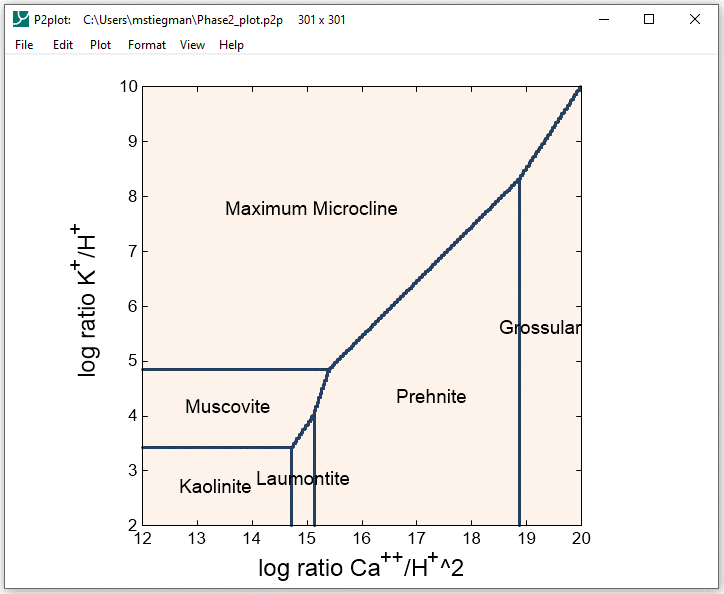 P2plot: C:\Users\mstiegman\Phase2_plot.p2p 301 x 301
File Edit Plot Format View Help
10
9
8
7
6
5
4
3
2
log ratio K+/H+
Maximum Microcline
Grossular
Prehnite
Muscovite
Laumontite
Kaolinite
12 13 14 15 16 17 18 19 20
log ratio Ca++/H+^2